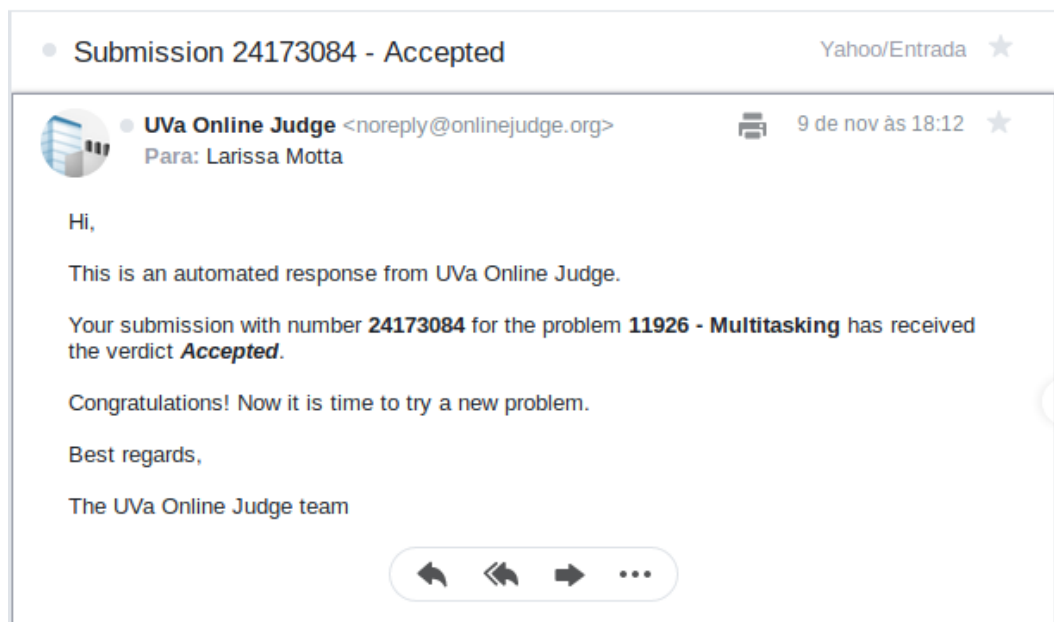 Submission 24173084 - Accepted
Yahoo/Entrada
UVa Online Judge <noreply@onlinejudge.org>
9 de nov às 18:12
Para: Larissa Motta
Hi,
This is an automated response from UVa Online Judge.
Your submission with number 24173084 for the problem 11926 - Multitasking has received
the verdict Accepted.
Congratulations! Now it is time to try a new problem.
Best regards,
The UVa Online Judge team